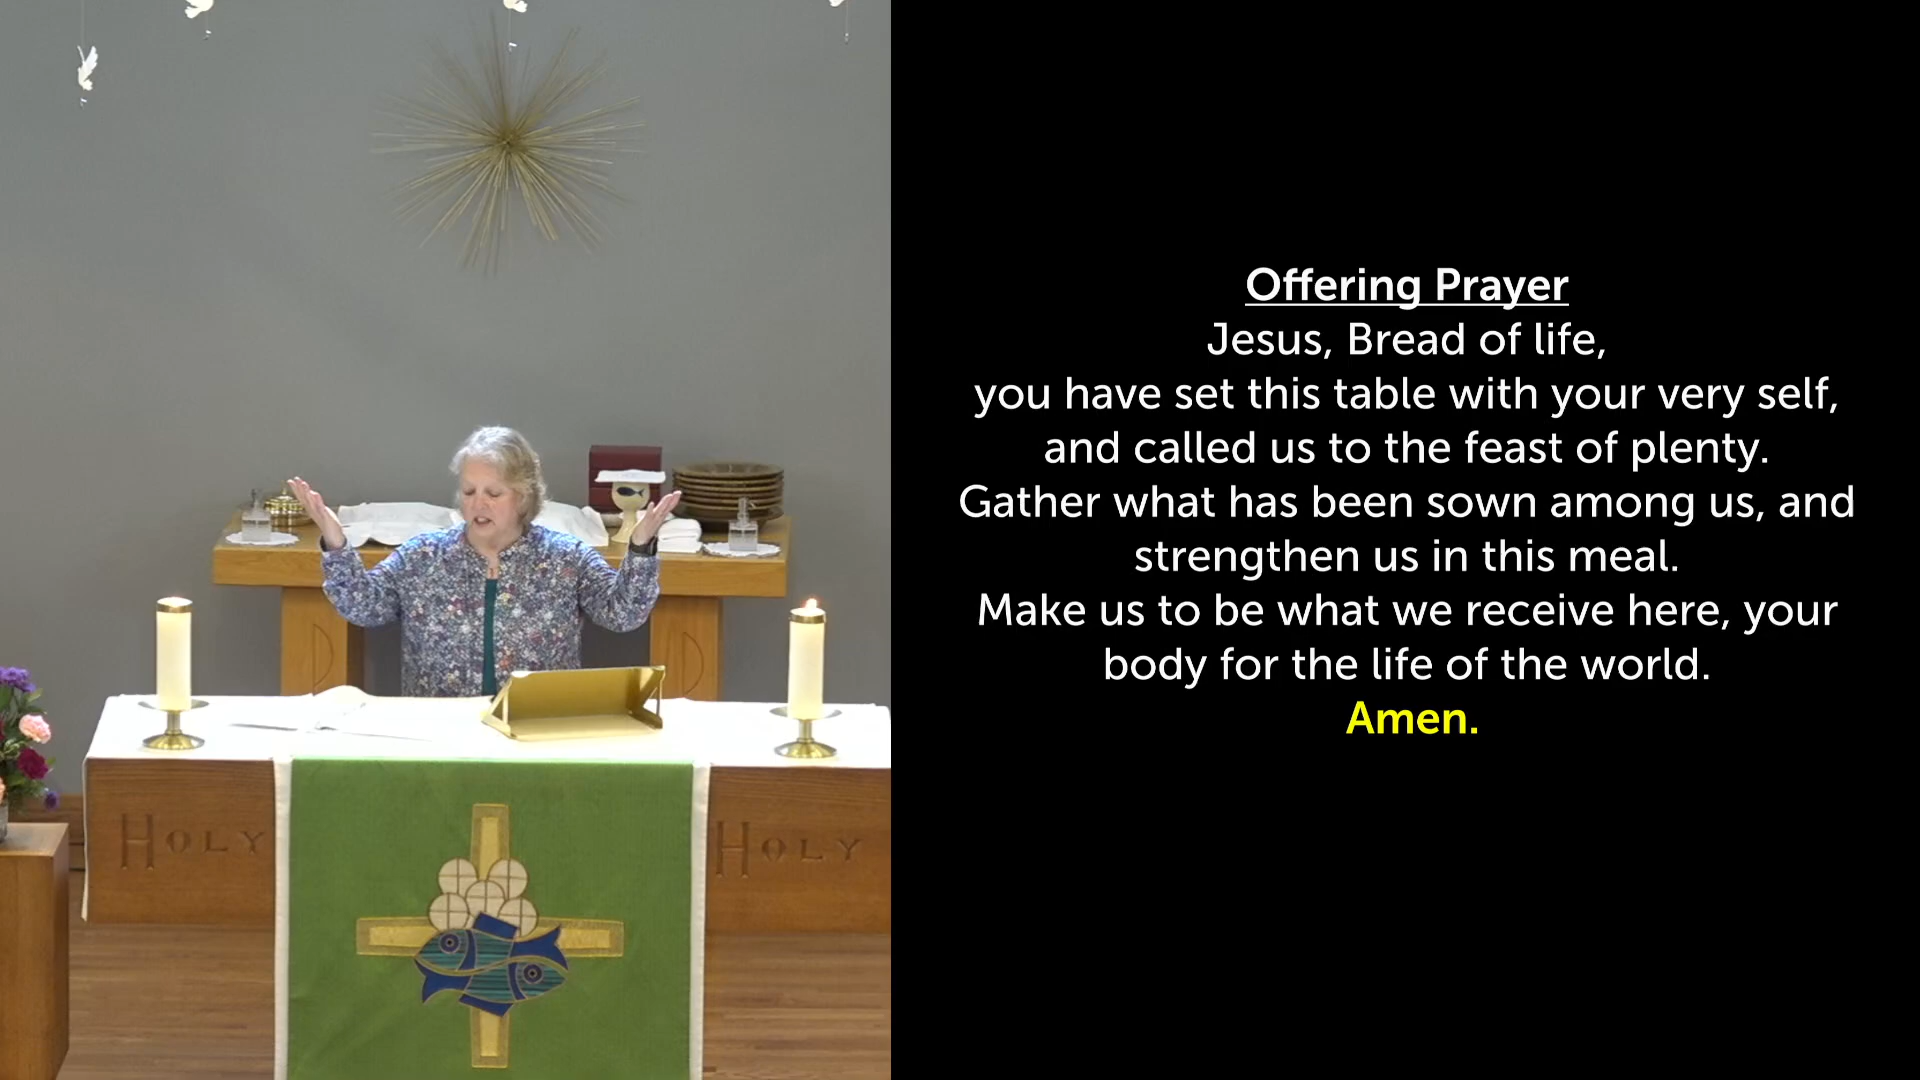 Offering Prayer
Jesus, Bread of life,
you have set this table with your very self,
and called us to the feast of plenty.
Gather what has been sown among us, and
strengthen us in this meal.
Make us to be what we receive here, your
body for the life of the world.
Amen.
HOLY
HOLY